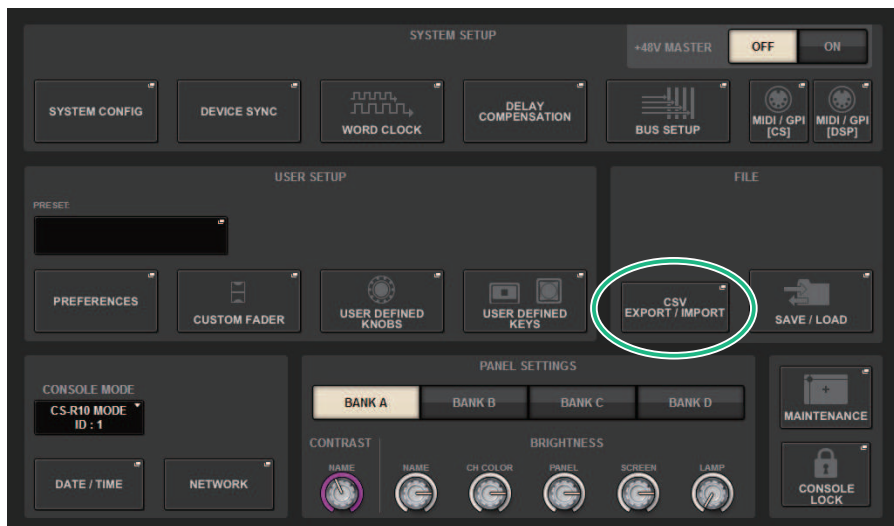 SYSTEM SETUP
+48V MASTER
OFF
ON
SYSTEM CONFIG
DEVICE SYNC
WORD CLOCK
DELAY
COMPENSATION
BUS SETUP
MIDI / GPI
[CS]
MIDI / GPI
[DSP]
USER SETUP
PRESET
PREFERENCES
CUSTOM FADER
USER DEFINED
KNOBS
USER DEFINED
KEYS
FILE
CSV
EXPORT / IMPORT
SAVE / LOAD
CONSOLE MODE
CS-R10 MODE
ID : 1
DATE / TIME
NETWORK
PANEL SETTINGS
BANK A
BANK B
BANK C
BANK D
CONTRAST
BRIGHTNESS
NAME
NAME
CH COLOR
PANEL
SCREEN
LAMP
MAINTENANCE
CONSOLE
LOCK